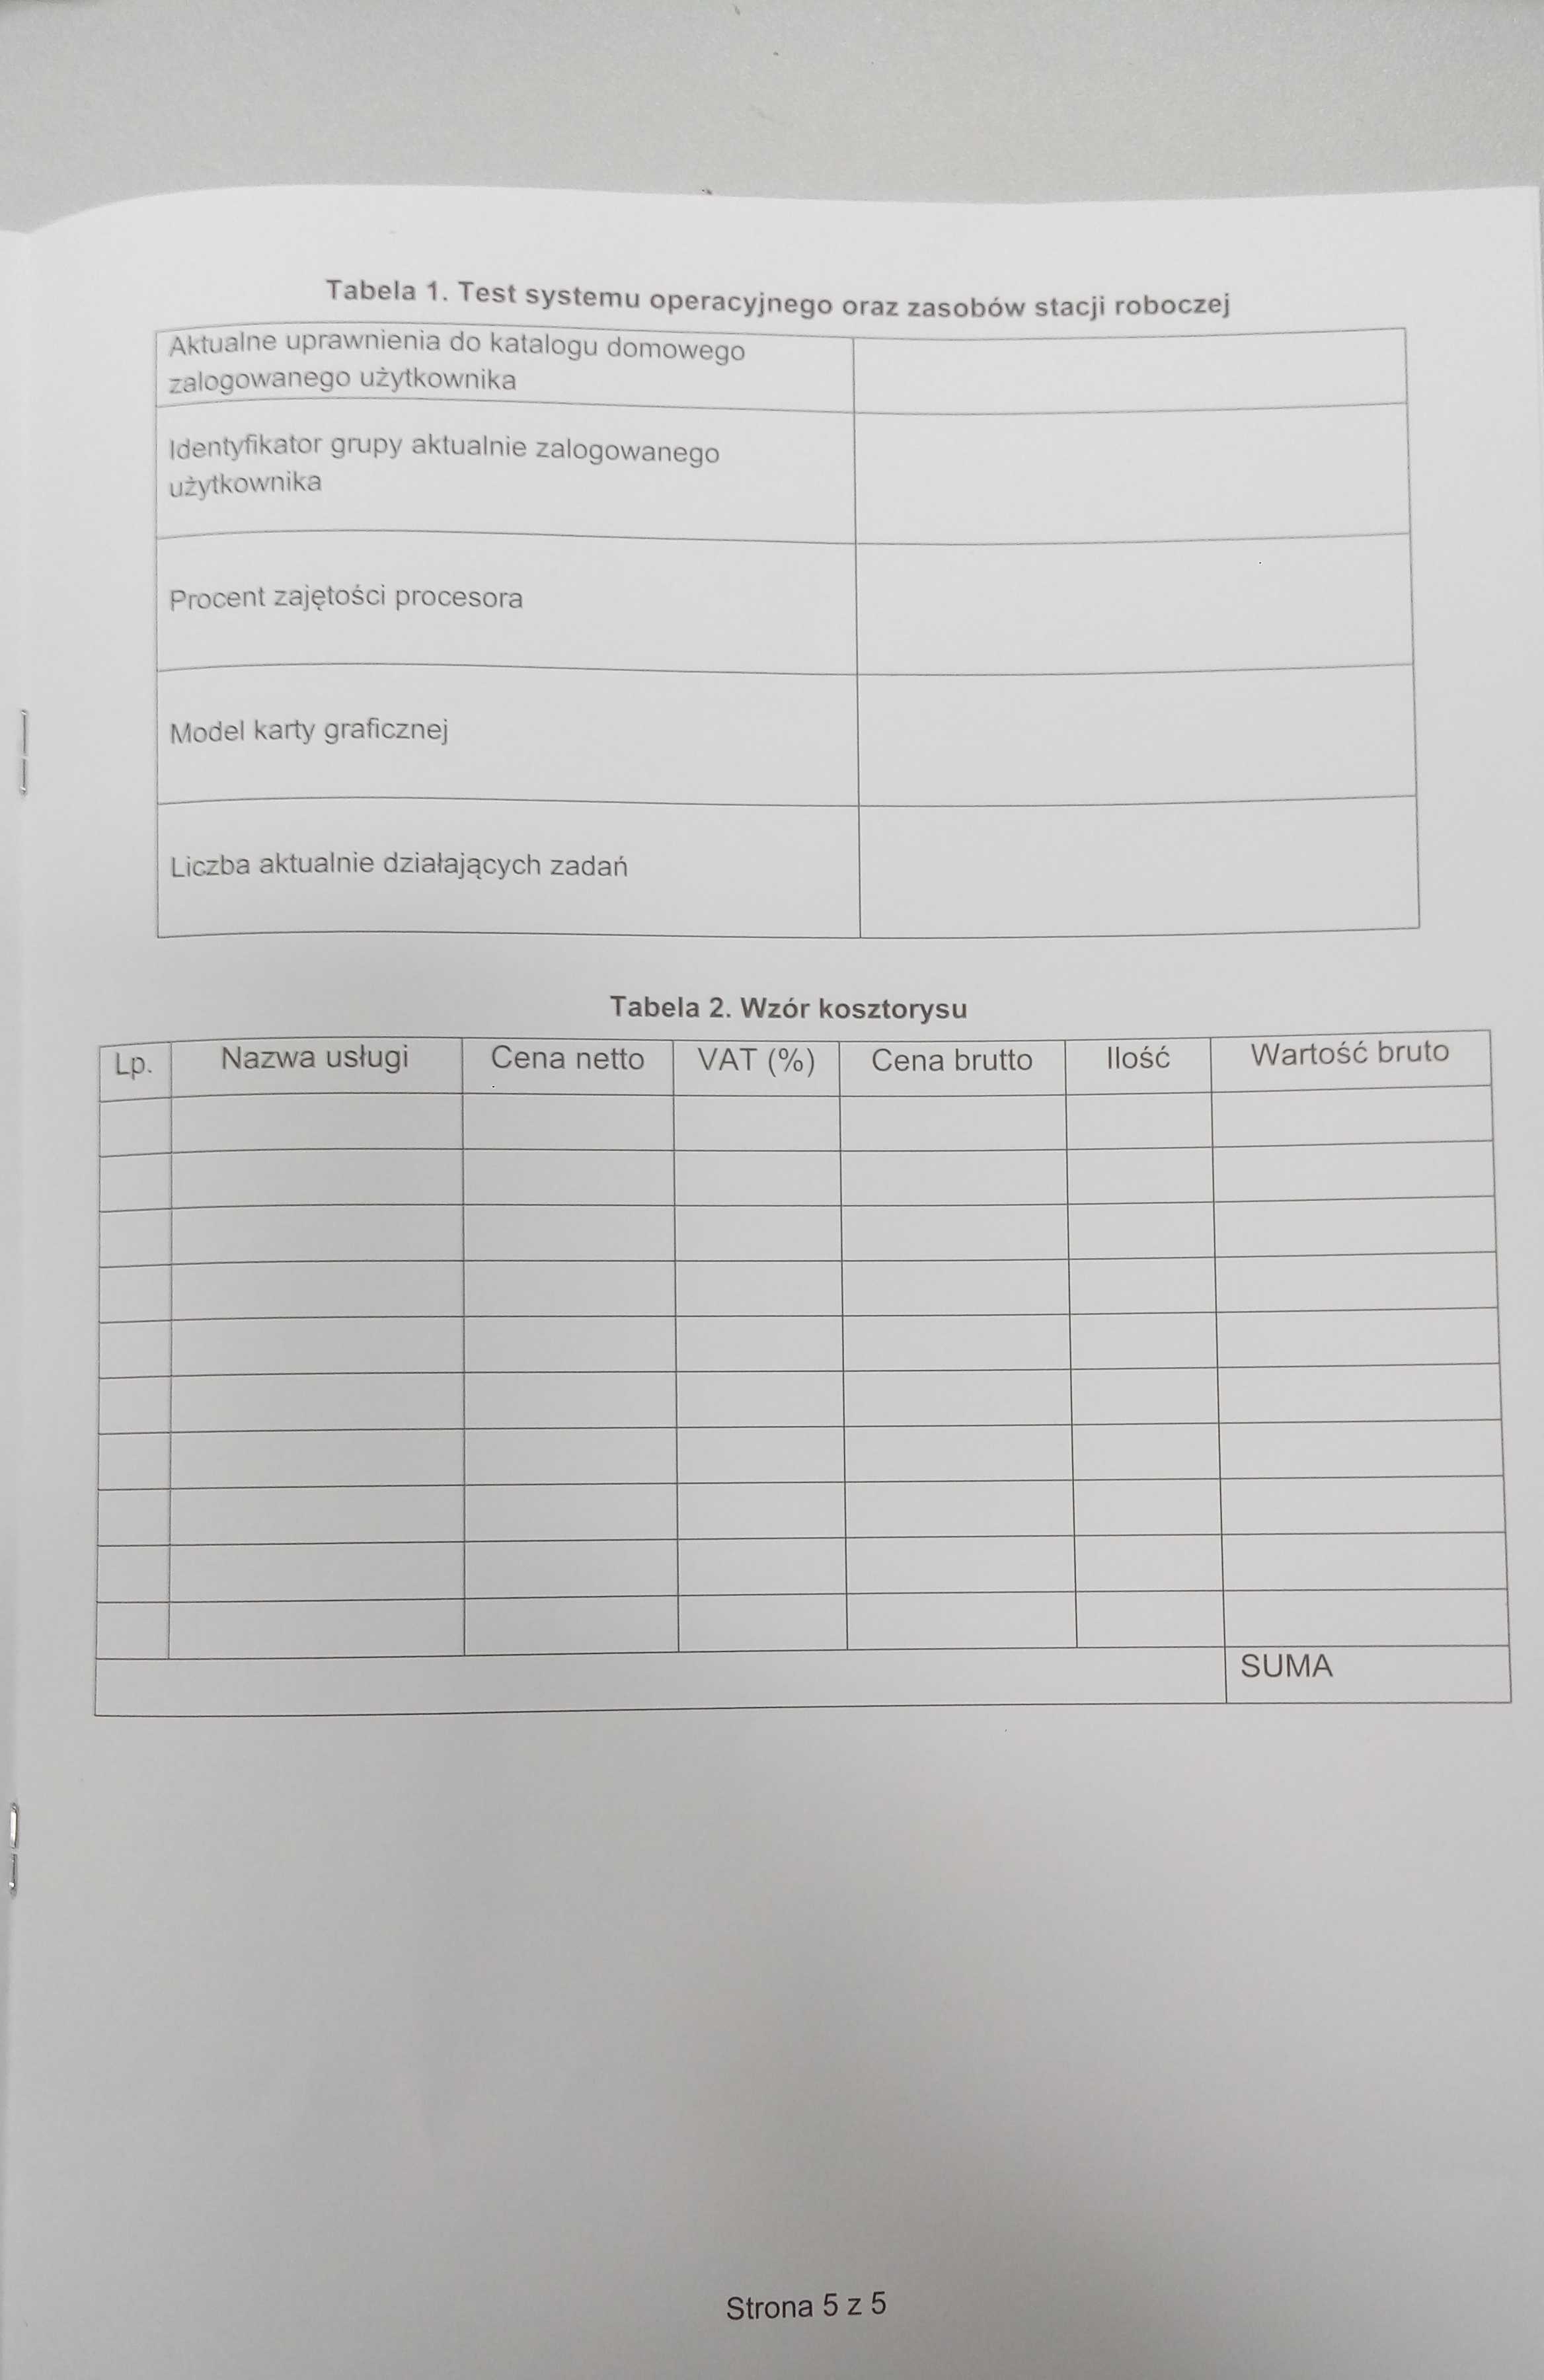 Tabela 1. Test systemu operacyjnego oraz zasobów stacji roboczej
Aktualne uprawnienia do katalogu domowego
zalogowanego użytkownika
Identyfikator grupy aktualnie zalogowanego
użytkownika
Procent zajętości procesora
Model karty graficznej
Liczba aktualnie działających zadań
Tabela 2. Wzór kosztorysu
Lp. Nazwa usługi Cena netto VAT (%) Cena brutto Ilość Wartość bruto
SUMA
Strona 5 z 5